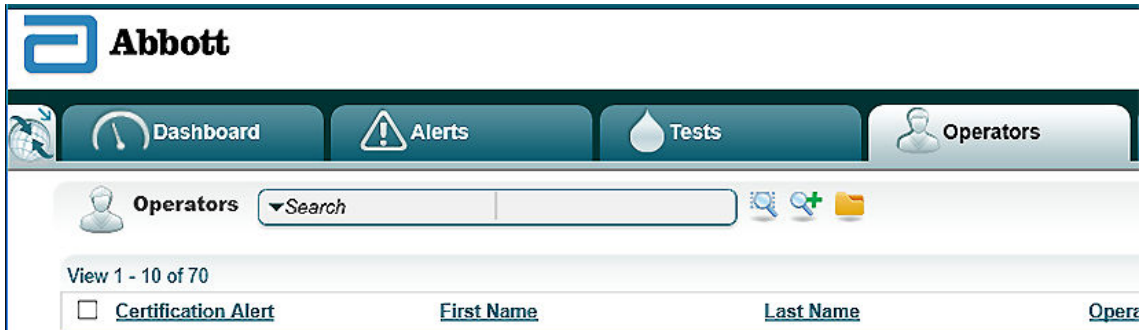 Abbott
Dashboard Alerts Tests Operators
Operators Search
View 1 - 10 of 70
Certification Alert First Name Last Name